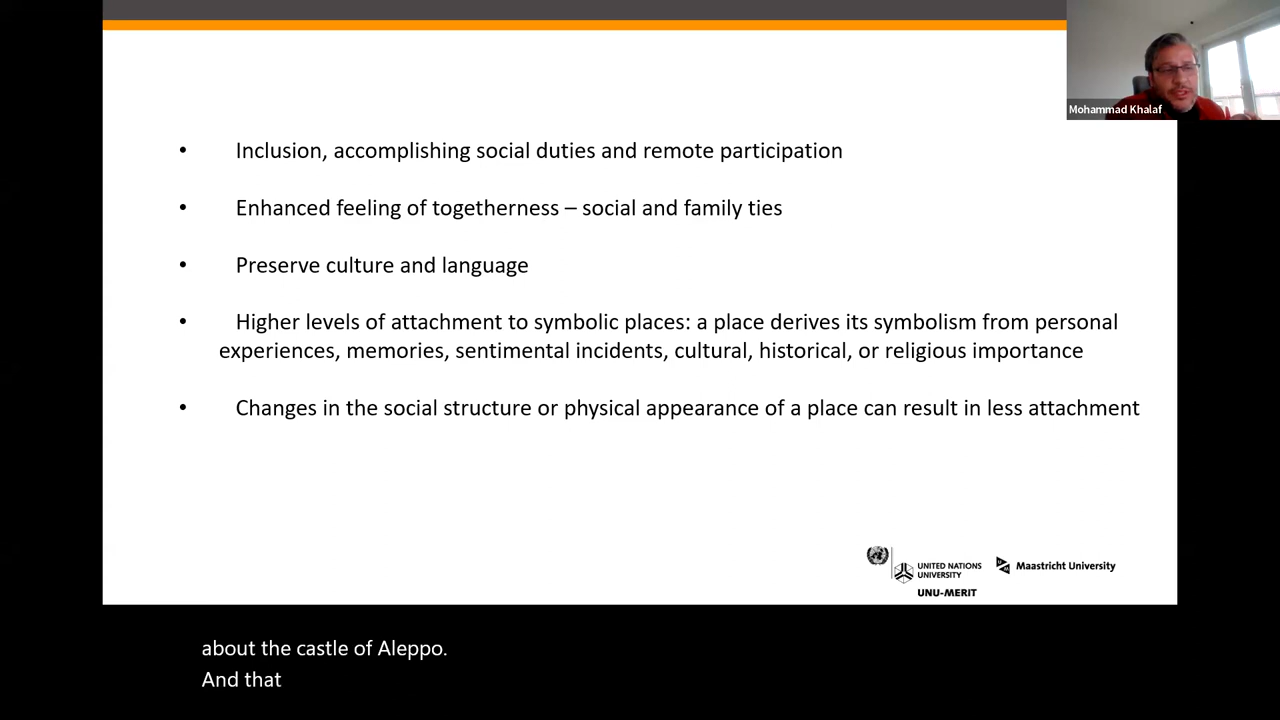 Mohammad Khalaf
• Inclusion, accomplishing social duties and remote participation
• Enhanced feeling of togetherness – social and family ties
• Preserve culture and language
• Higher levels of attachment to symbolic places: a place derives its symbolism from personal
experiences, memories, sentimental incidents, cultural, historical, or religious importance
• Changes in the social structure or physical appearance of a place can result in less attachment
UNITED NATIONS
UNIVERSITY
UNU-MERIT
Maastricht University
about the castle of Aleppo.
And that